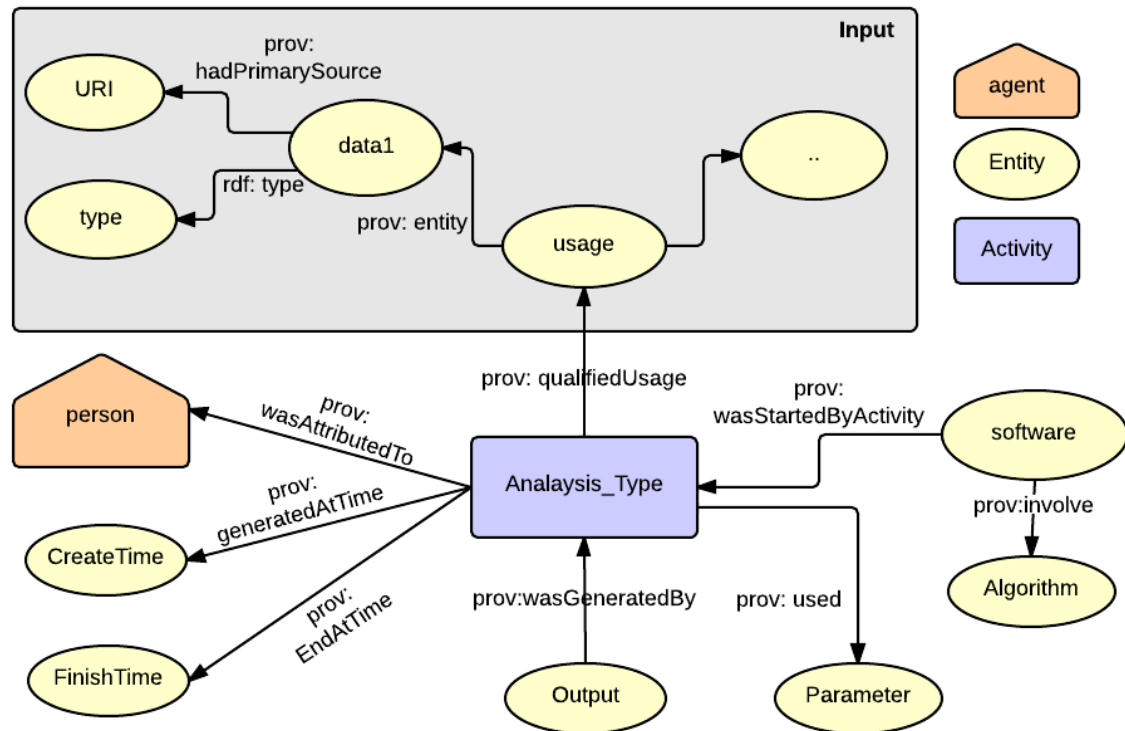 Input
prov:
hadPrimarySource
URI
agent
data1
..
Entity
rdf: type
type
prov: entity
usage
Activity
prov: qualifiedUsage
prov:
wasStartedByActivity
person
prov:
wasAttributedTo
software
Analaysis_Type
prov:
generatedAtTime
prov:involve
CreateTime
Algorithm
prov:
EndAtTime
prov:wasGeneratedBy
prov: used
FinishTime
Output
Parameter